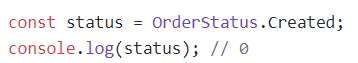 const status = OrderStatus.Created;
console.log(status); // 0